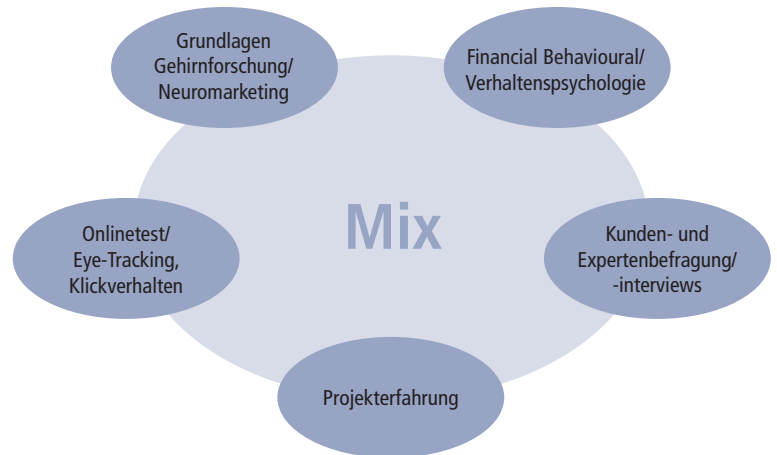 Grundlagen
Gehirnforschung/
Neuromarketing
Financial Behavioural/
Verhaltenspsychologie
Mix
Onlinetest/
Eye-Tracking,
Klickverhalten
Kunden- und
Expertenbefragung/
-interviews
Projekterfahrung